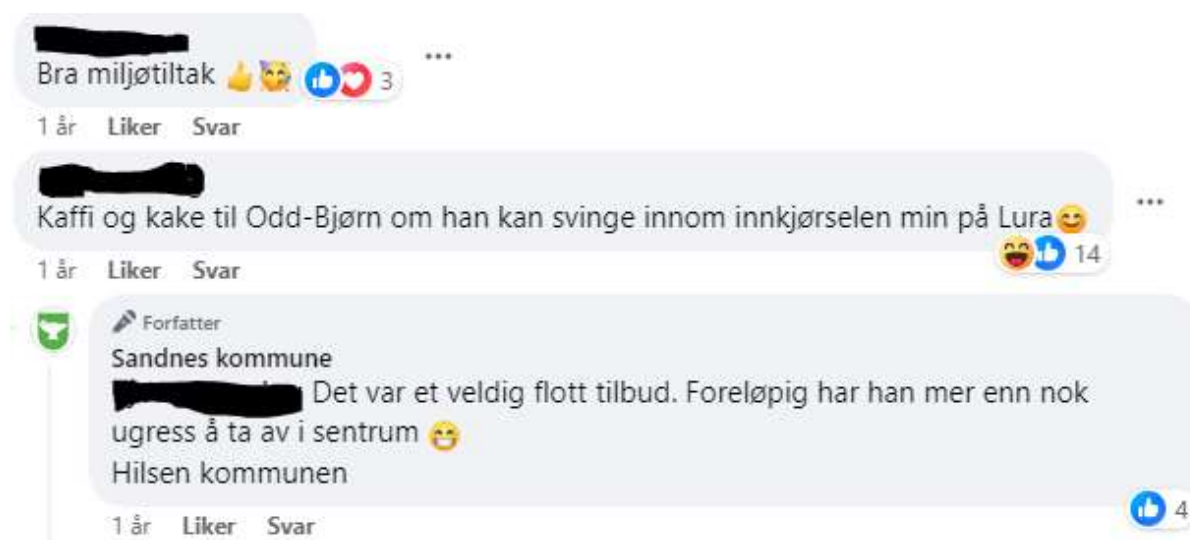 Bra miljøtiltak 👍🥳 3
1 år Liker Svar
Kaffi og kake til Odd-Bjørn om han kan svinge innom innkjørselen min på Lura😊
14
1 år Liker Svar
Forfatter
Sandnes kommune
Det var et veldig flott tilbud. Foreløpig har han mer enn nok
ugress å ta av i sentrum 😁
Hilsen kommunen
4
1 år Liker Svar